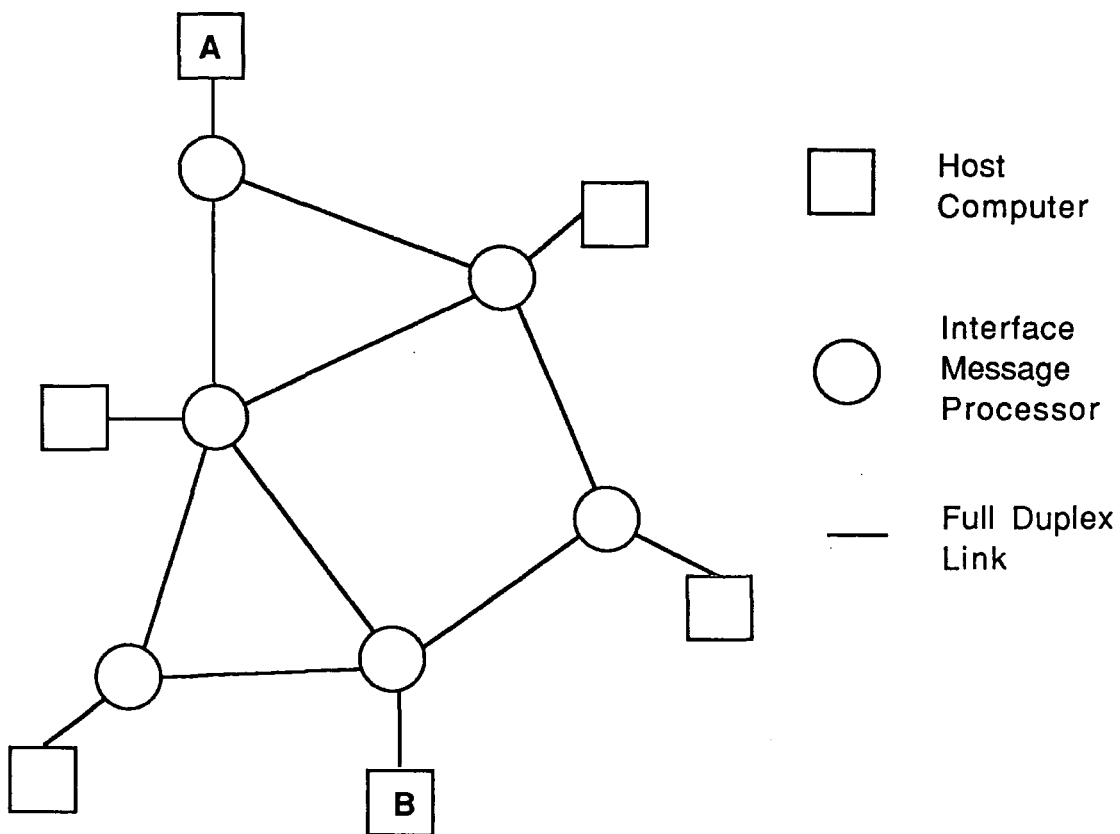 A
Host
Computer
Interface
Message
Processor
Full Duplex
Link
B